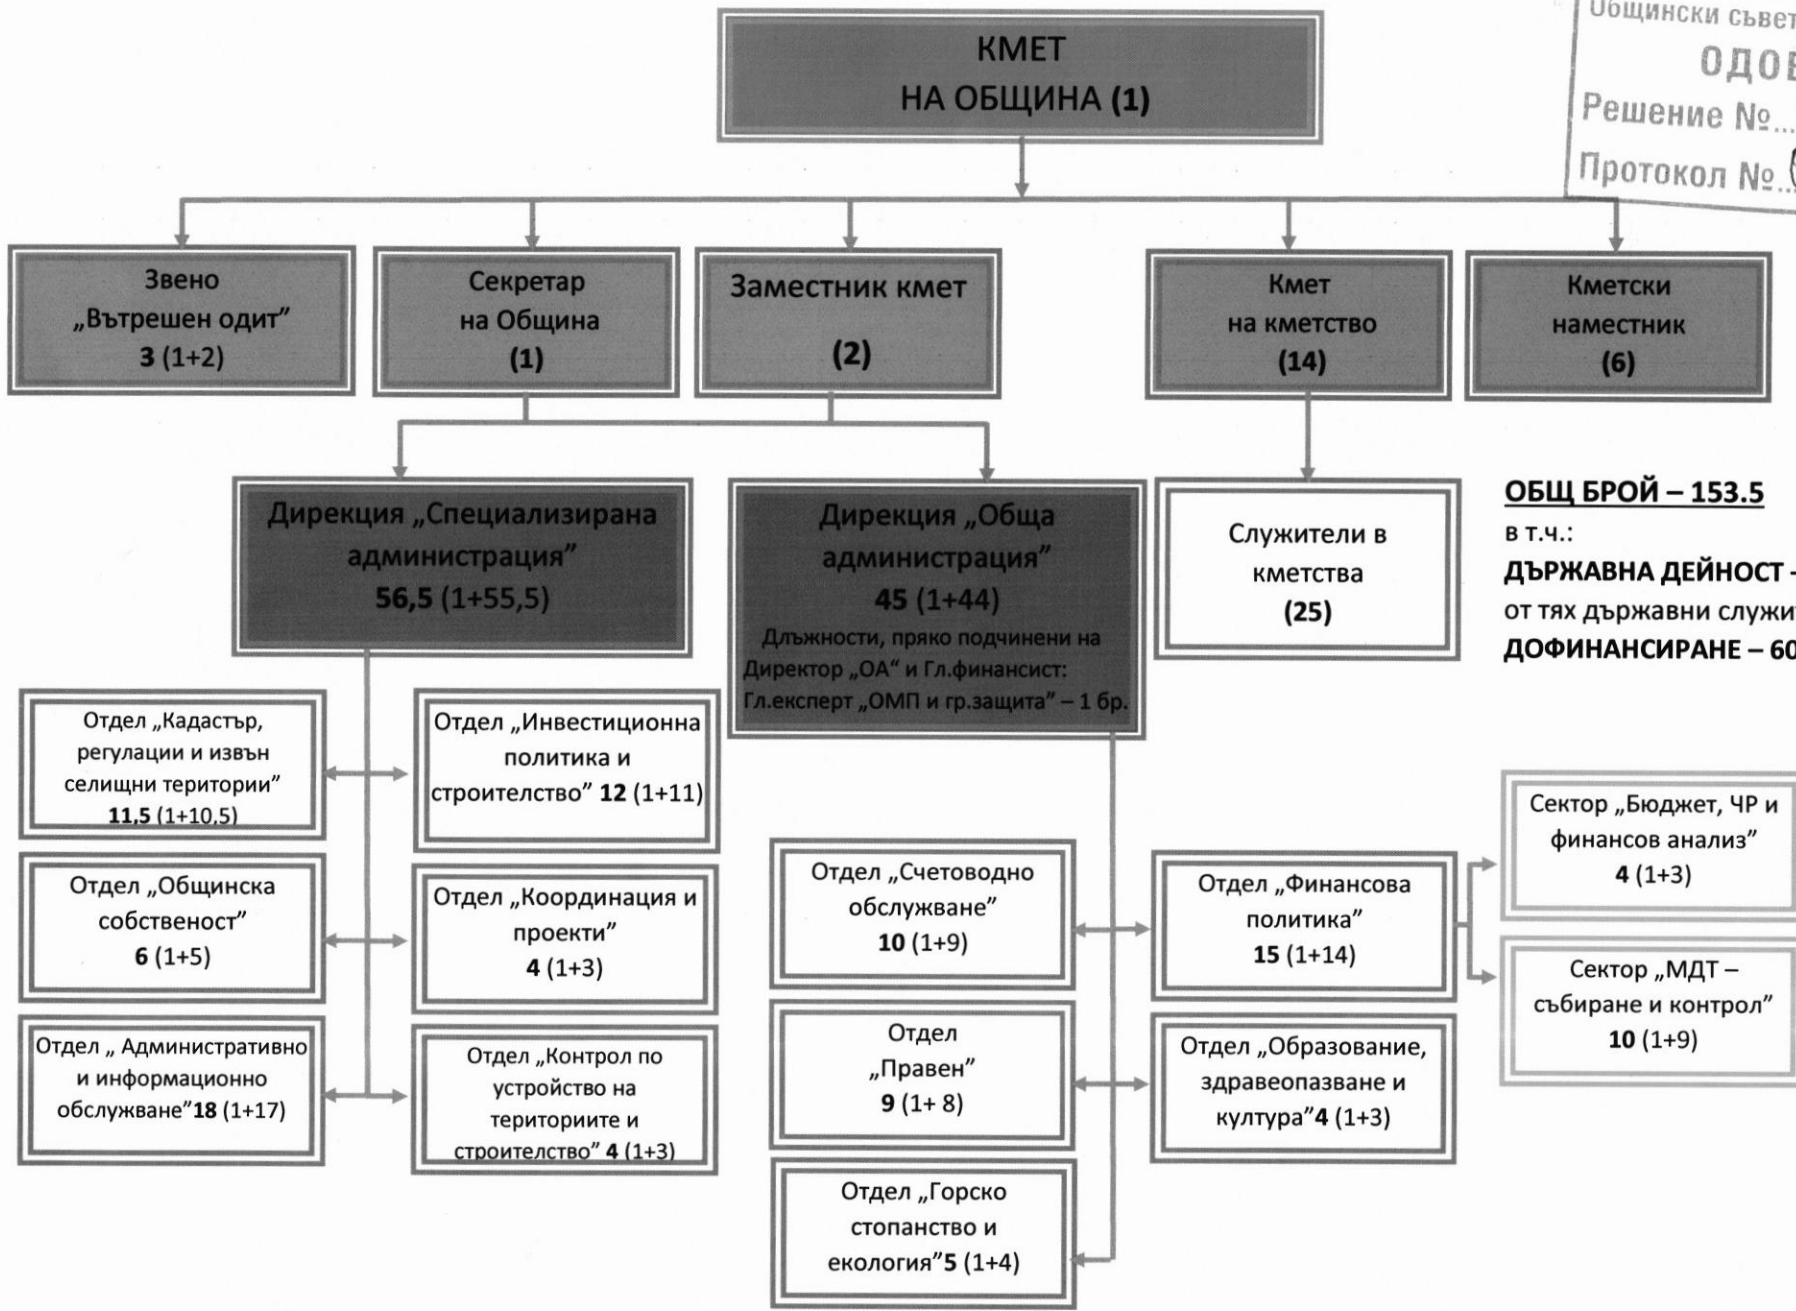 Общински съвет
Решение №...
Протокол №...
КМЕТ
НА ОБЩИНА (1)
Звено
„Вътрешен одит”
3 (1+2)
Секретар
на Община
(1)
Заместник кмет
(2)
Кмет
на кметство
(14)
Кметски
наместник
(6)
Дирекция „Специализирана
администрация”
56,5 (1+55,5)
Дирекция „Обща
администрация”
45 (1+44)
Длъжности, пряко подчинени на
Директор „ОА“ и Гл.финансист:
Гл.експерт „ОМП и гр.защита” – 1 бр.
Служители в
кметства
(25)
ОБЩ БРОЙ – 153.5
в т.ч.:
ДЪРЖАВНА ДЕЙНОСТ -
от тях държавни
ДОФИНАНСИРАНЕ – 60
Отдел „Кадастър,
регулации и извън
селищни територии”
11,5 (1+10,5)
Отдел „Инвестиционна
политика и
строителство” 12 (1+11)
Отдел „Общинска
собственост”
6 (1+5)
Отдел „Координация и
проекти”
4 (1+3)
Отдел „ Административно
и информационно
обслужване”18 (1+17)
Отдел „Контрол по
устройство на
териториите и
строителство” 4 (1+3)
Отдел „Счетоводно
обслужване”
10 (1+9)
Отдел „Финансова
политика”
15 (1+14)
Сектор „Бюджет, ЧР и
финансов анализ”
4 (1+3)
Сектор „МДТ –
събиране и контрол”
10 (1+9)
Отдел
„Правен”
9 (1+ 8)
Отдел „Образование,
здравеопазване и
култура”4 (1+3)
Отдел „Горско
стопанство и
екология”5 (1+4)